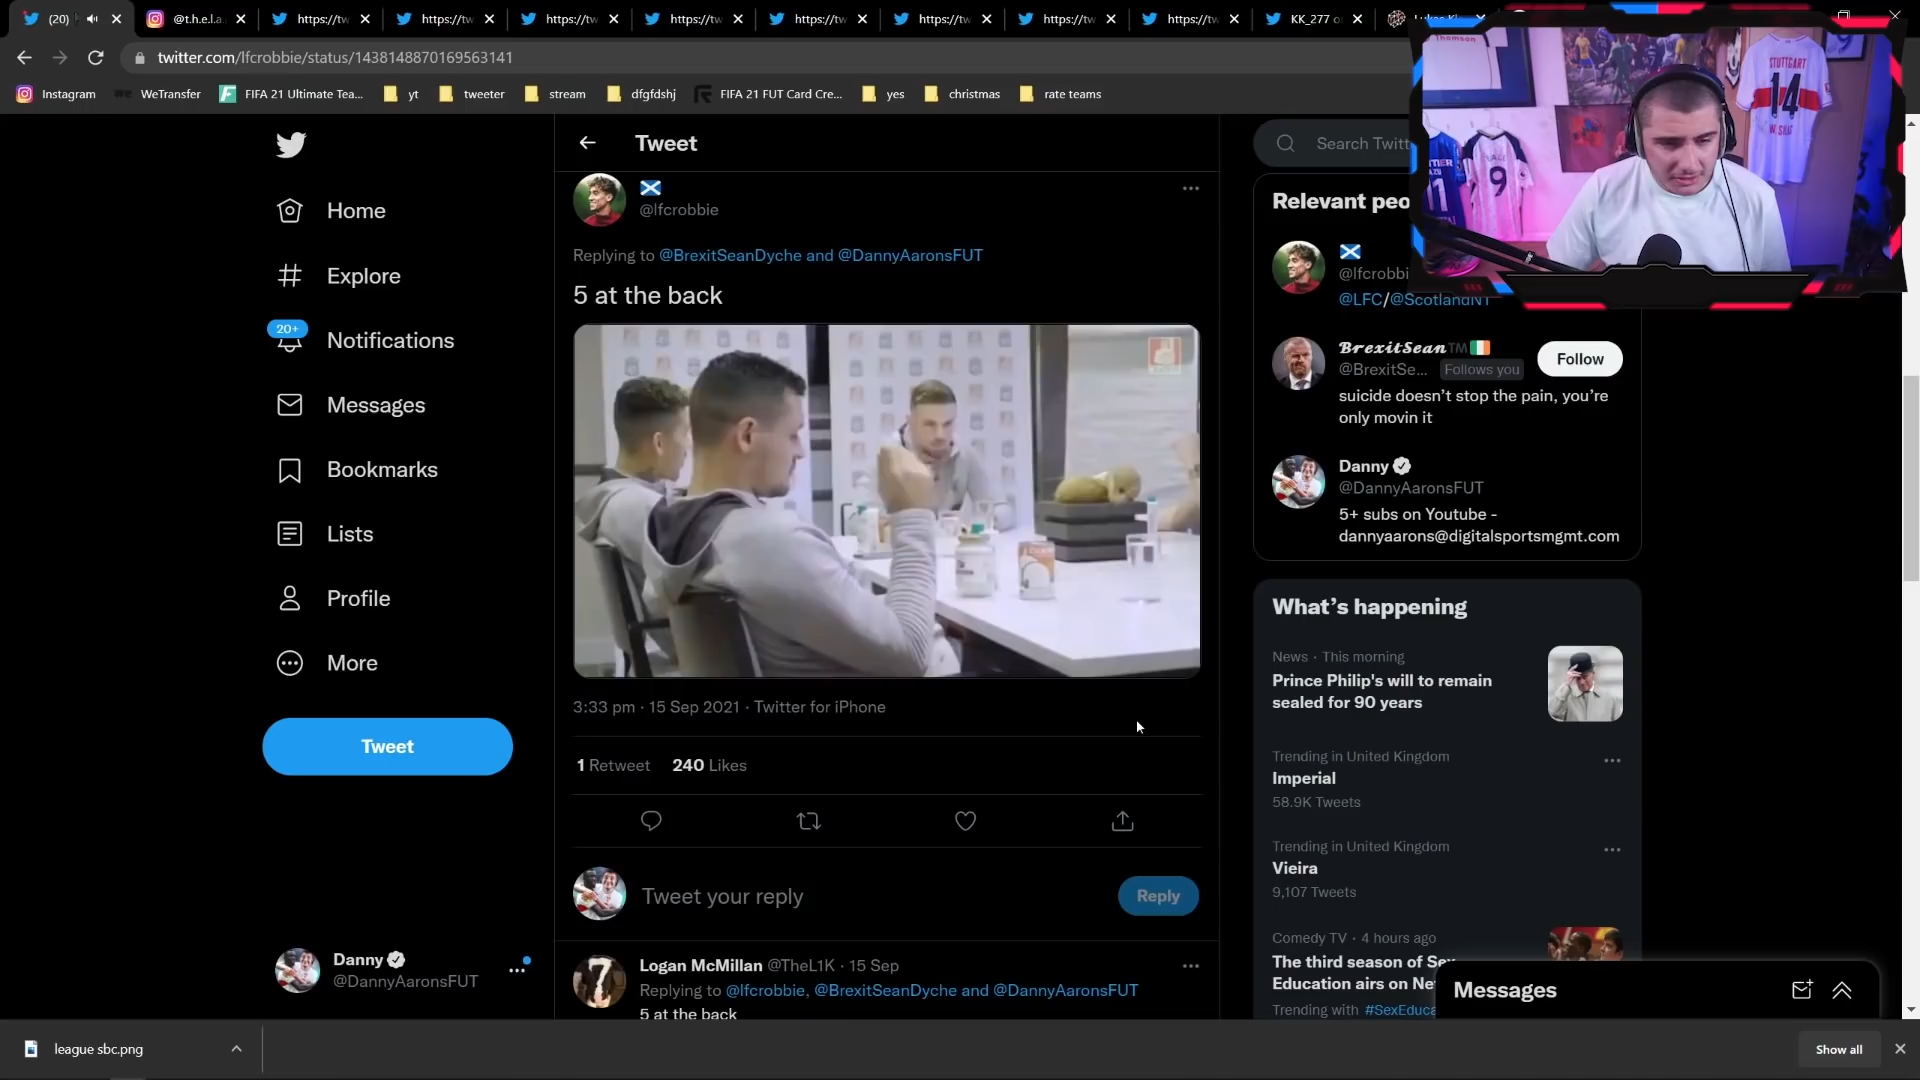 (20)
@t.h.e.l.a.
https://tw
https://tw
https://tw
https://tw
https://tw
https://tw
https://tw
https://tw
KK_277 o
twitter.com/lfcrobbie/status/1438148870169563141
Instagram
WeTransfer
FIFA 21 Ultimate Tea...
yt
tweeter
stream
dfgfdshj
FIFA 21 FUT Card Cre...
yes
christmas
rate teams
Home
Explore
20+
Notifications
Messages
Bookmarks
Lists
Profile
More
Tweet
Danny
@DannyAaronsFUT
Tweet
@lfcrobbie
Replying to @BrexitSeanDyche and @DannyAaronsFUT
5 at the back
3:33 pm · 15 Sep 2021 · Twitter for iPhone
1 Retweet 240 Likes
Tweet your reply
Reply
Logan McMillan @TheL1K · 15 Sep
Replying to @lfcrobbie, @BrexitSeanDyche and @DannyAaronsFUT
5 at the back
Search Twitt
Relevant peo
@lfcrobbi
@LFC/@ScotlandNT
BrexitSean™
@BrexitSe... Follows you
Follow
suicide doesn't stop the pain, you're
only movin it
Danny
@DannyAaronsFUT
5+ subs on Youtube -
dannyaarons@digitalsportsmgmt.com
What's happening
News · This morning
Prince Philip's will to remain
sealed for 90 years
Trending in United Kingdom
Imperial
58.9K Tweets
Trending in United Kingdom
Vieira
9,107 Tweets
Comedy TV · 4 hours ago
The third season of Sex
Education airs on Ne
Trending with #SexEduca
Messages
STUTTGART
14
9
league sbc.png
Show all